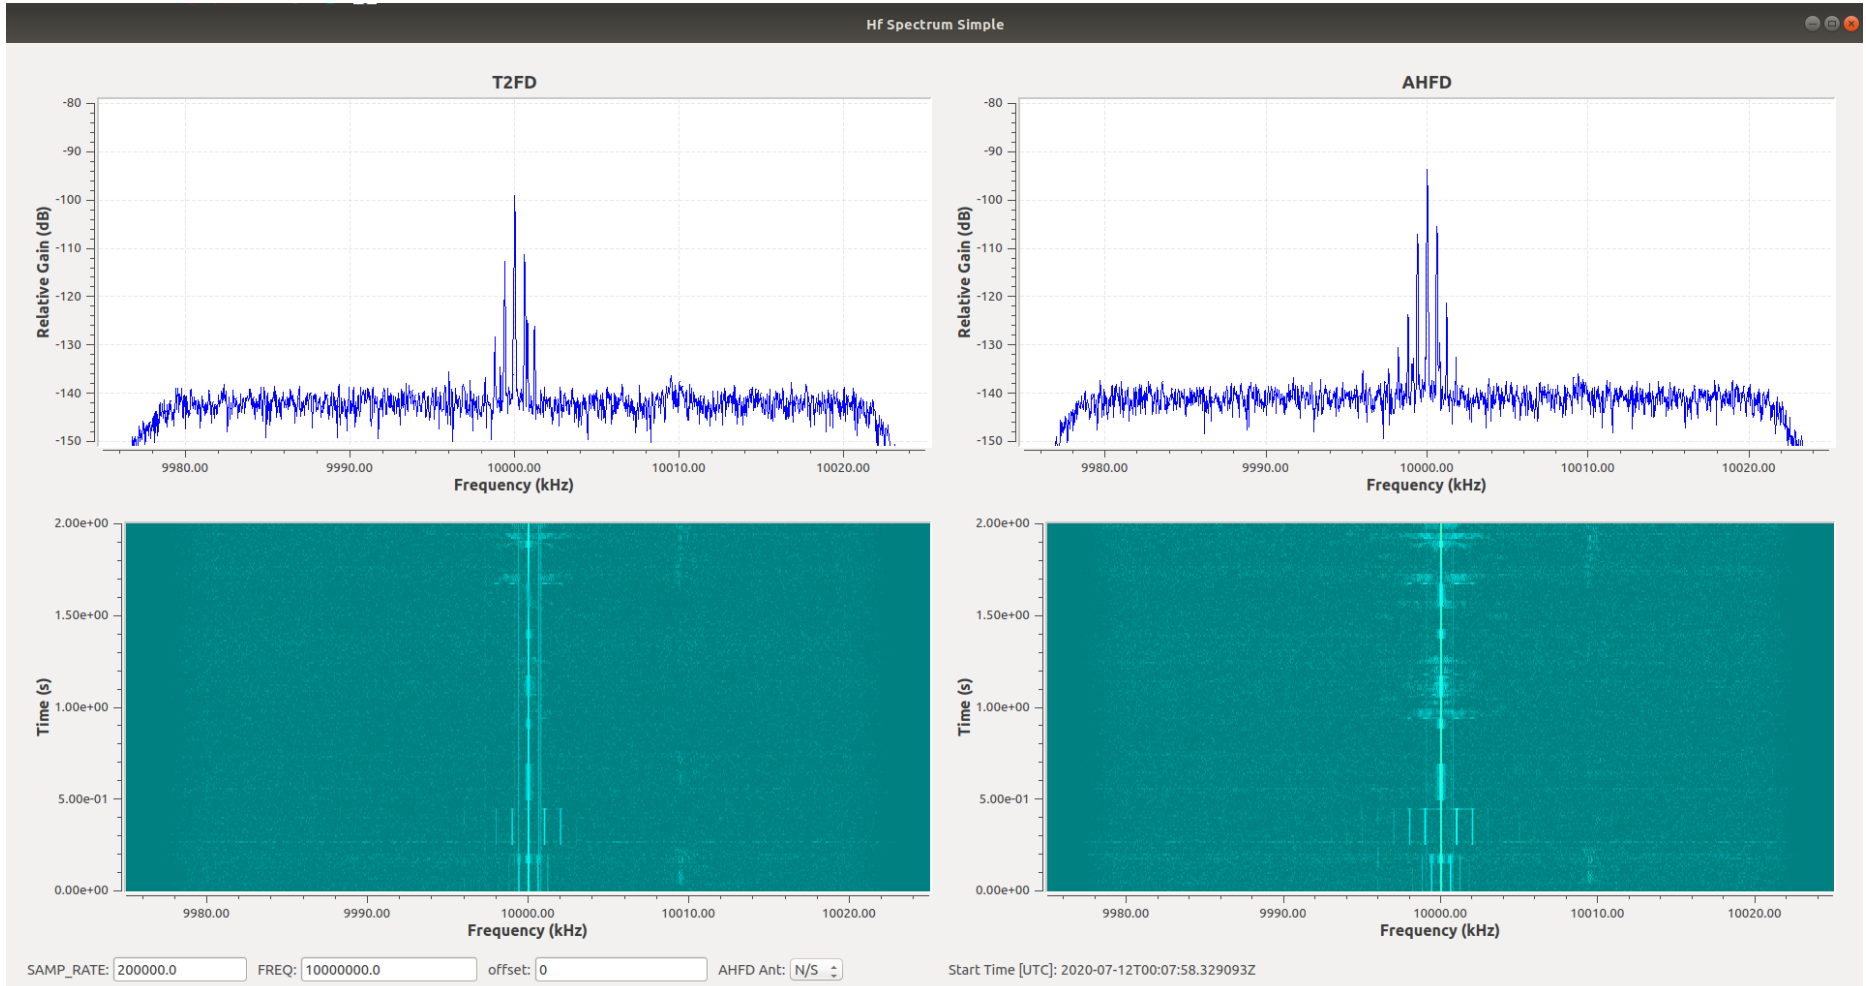 Hf Spectrum Simple
T2FD
-80
-90
-100
-110
-120
-130
-140
-150
Relative Gain (dB)
9980.00 9990.00 10000.00 10010.00 10020.00
Frequency (kHz)
AHFD
-80
-90
-100
-110
-120
-130
-140
-150
Relative Gain (dB)
9980.00 9990.00 10000.00 10010.00 10020.00
Frequency (kHz)
2.00e+00
1.50e+00
1.00e+00
5.00e-01
0.00e+00
Time (s)
9980.00 9990.00 10000.00 10010.00 10020.00
Frequency (kHz)
2.00e+00
1.50e+00
1.00e+00
5.00e-01
0.00e+00
Time (s)
9980.00 9990.00 10000.00 10010.00 10020.00
Frequency (kHz)
SAMP_RATE: 200000.0 FREQ: 10000000.0 offset: 0 AHFD Ant: N/S Start Time [UTC]: 2020-07-12T00:07:58.329093Z